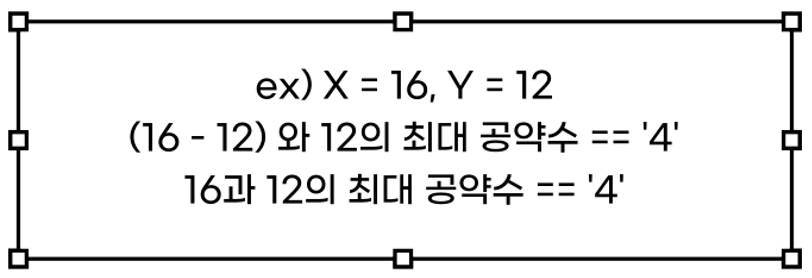 ex) X = 16, Y = 12
(16 - 12) 와 12의 최대 공약수 == '4'
16과 12의 최대 공약수 == '4'